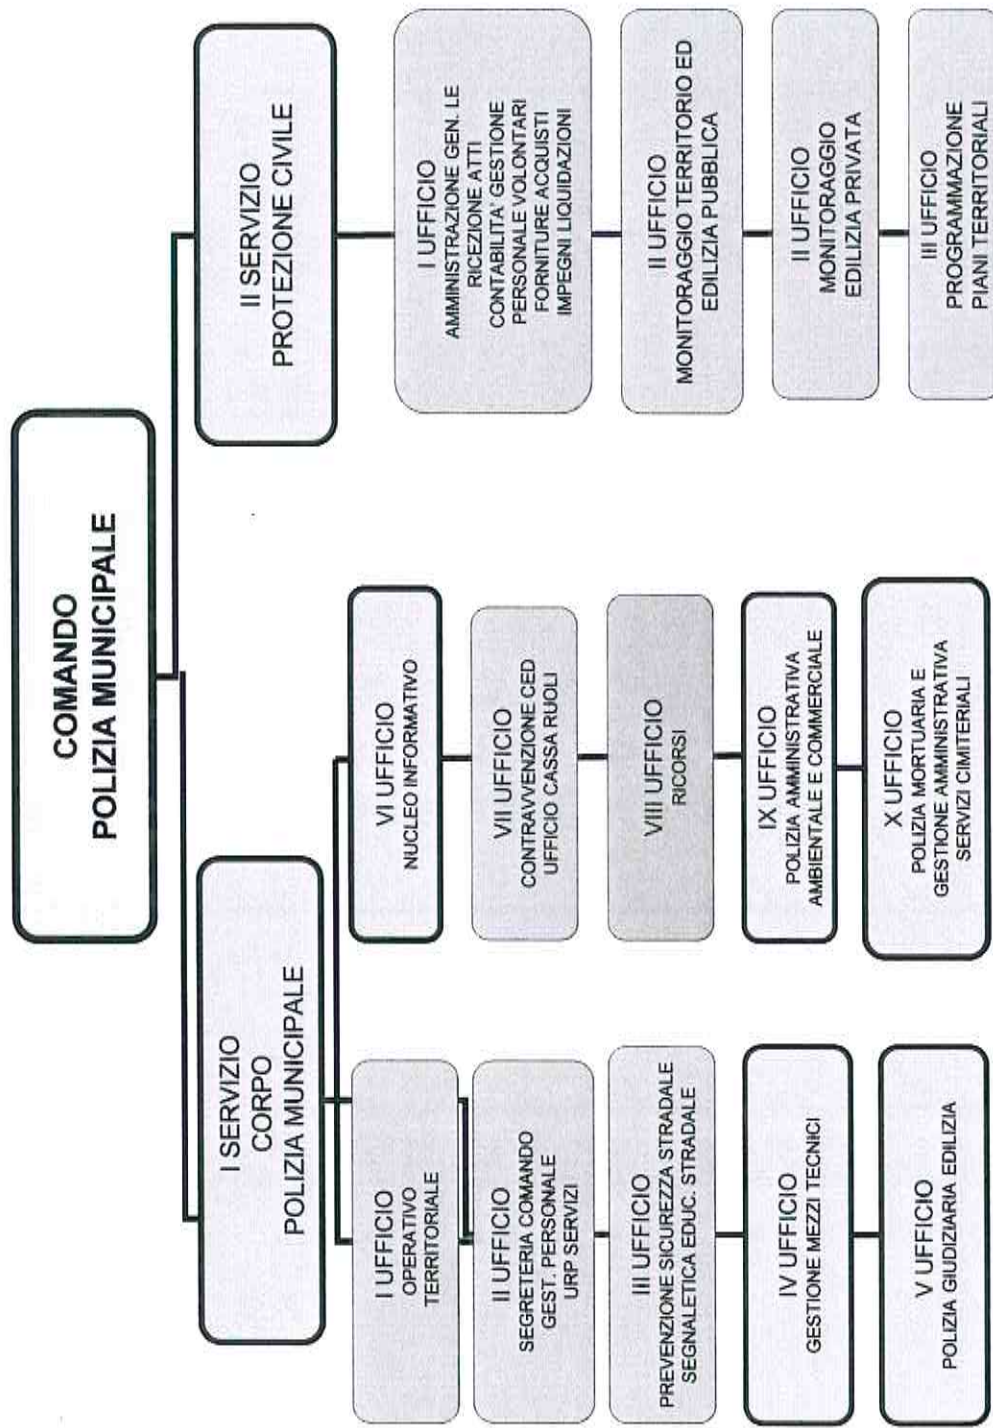 COMANDO
POLIZIA MUNICIPALE
I SERVIZIO
CORPO
POLIZIA MUNICIPALE
I UFFICIO
OPERATIVO
TERRITORIALE
II UFFICIO
SEGRETERIA COMANDO
GEST. PERSONALE
URP SERVIZI
III UFFICIO
PREVENZIONE SICUREZZA STRADALE
SEGNALETICA EDUC. STRADALE
IV UFFICIO
GESTIONE MEZZI TECNICI
V UFFICIO
POLIZIA GIUDIZIARIA EDILIZIA
VI UFFICIO
NUCLEO INFORMATIVO
VII UFFICIO
CONTRAVVENZIONE CED
UFFICIO CASSA RUOLI
VIII UFFICIO
RICORSI
IX UFFICIO
POLIZIA AMMINISTRATIVA
AMBIENTALE E COMMERCIALE
X UFFICIO
POLIZIA MORTUARIA E
GESTIONE AMMINISTRATIVA
SERVIZI CIMITERIALI
II SERVIZIO
PROTEZIONE CIVILE
I UFFICIO
AMMINISTRAZIONE GEN. LE
RICEZIONE ATTI
CONTABILITA' GESTIONE
PERSONALE VOLONTARI
FORNITURE ACQUISTI
IMPEGNI LIQUIDAZIONI
II UFFICIO
MONITORAGGIO TERRITORIO ED
EDILIZIA PUBBLICA
II UFFICIO
MONITORAGGIO
EDILIZIA PRIVATA
III UFFICIO
PROGRAMMAZIONE
PIANI TERRITORIALI